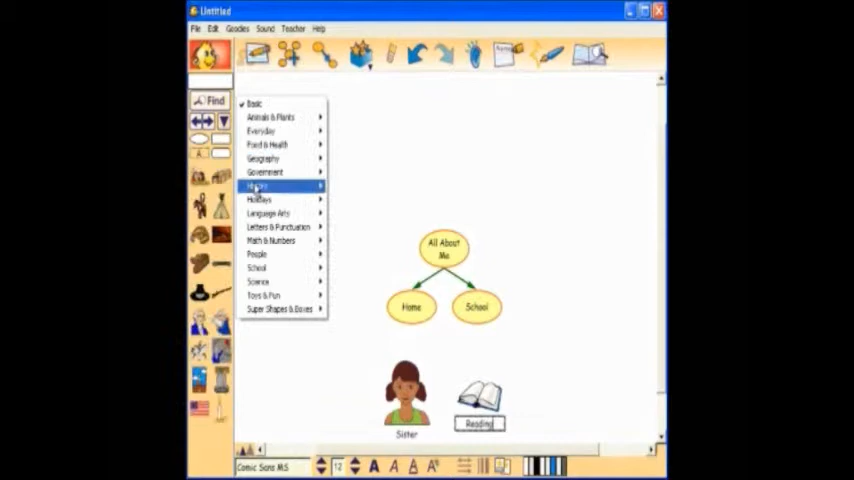 Untitled
File Edit Goodies Sound Teacher Help
Find
Basic
Animals & Plants
Everyday
Food & Health
Geography
Government
History
Holidays
Language Arts
Letters & Punctuation
Math & Numbers
People
School
Science
Toys & Fun
Super Shapes & Boxes
All About
Me
Home
School
Sister
Reading
Comic Sans MS
12
A A A A